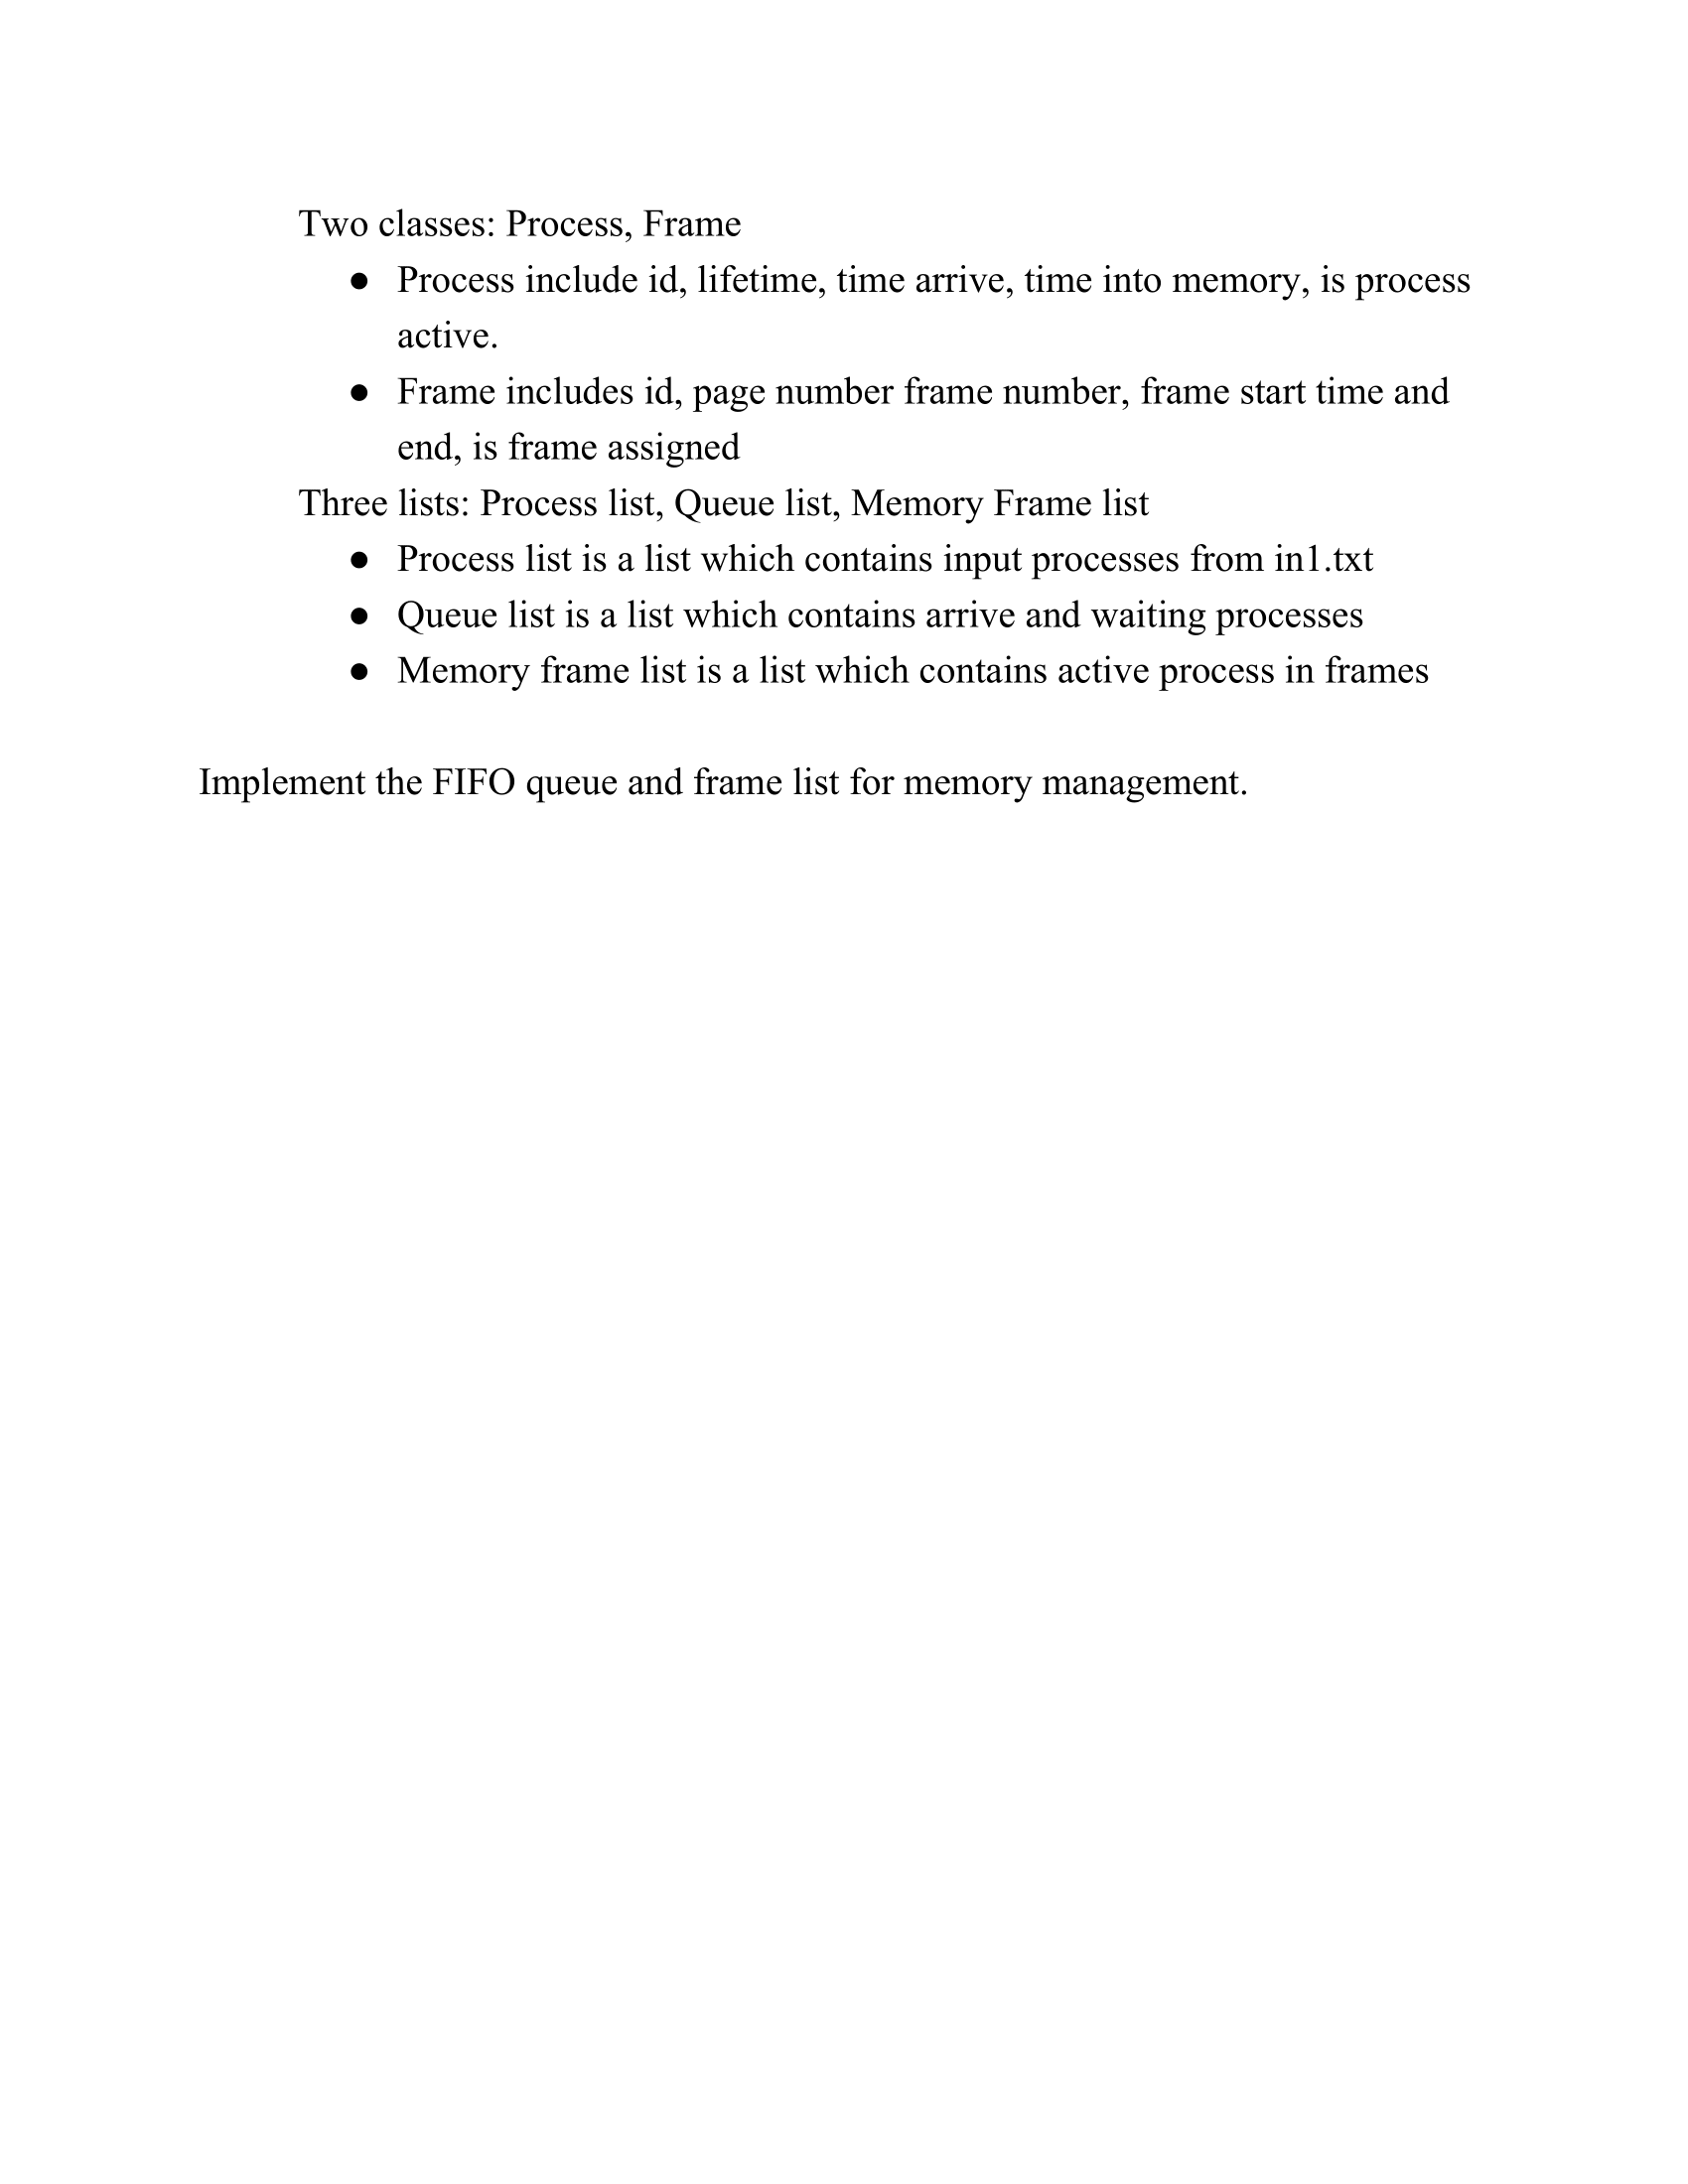 Two classes: Process, Frame
● Process include id, lifetime, time arrive, time into memory, is process
active.
● Frame includes id, page number frame number, frame start time and
end, is frame assigned
Three lists: Process list, Queue list, Memory Frame list
● Process list is a list which contains input processes from in1.txt
● Queue list is a list which contains arrive and waiting processes
● Memory frame list is a list which contains active process in frames
Implement the FIFO queue and frame list for memory management.